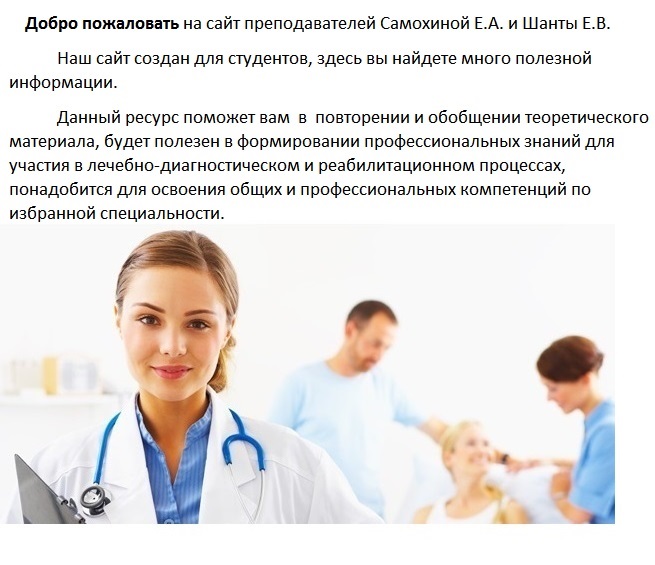 Добро пожаловать на сайт преподавателей Самохиной Е.А. и Шанты Е.В.
Наш сайт создан для студентов, здесь вы найдете много полезной
информации.
Данный ресурс поможет вам в повторении и обобщении теоретического
материала, будет полезен в формировании профессиональных знаний для
участия в лечебно-диагностическом и реабилитационном процессах,
понадобится для освоения общих и профессиональных компетенций по
избранной специальности.